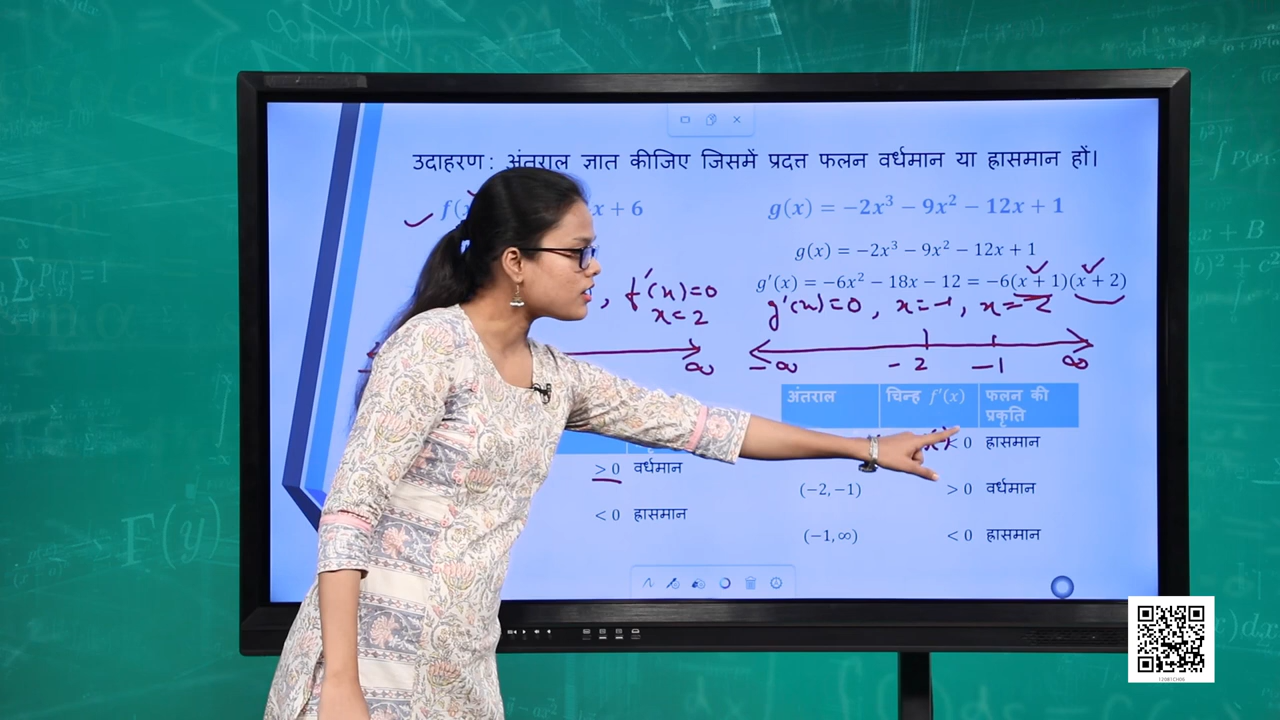 उदाहरण : अंतराल ज्ञात कीजिए जिसमें प्रदत्त फलन वर्धमान या ह्रासमान हों।
f(x + 6
g(x) = −2x³ − 9x² − 12x + 1
g(x) = −2x³ − 9x² − 12x + 1
g′(x) = −6x² − 18x − 12 = −6(x + 1)(x + 2)
, f′(x)=0
x=2
g′(x)=0, x=-1, x=-2
∞
-∞ -2 -1 ∞
अंतराल चिन्ह f′(x) फलन की प्रकृति
< 0 ह्रासमान
(−2, −1) > 0 वर्धमान
(−1, ∞) < 0 ह्रासमान
> 0 वर्धमान
< 0 ह्रासमान
12081CH06